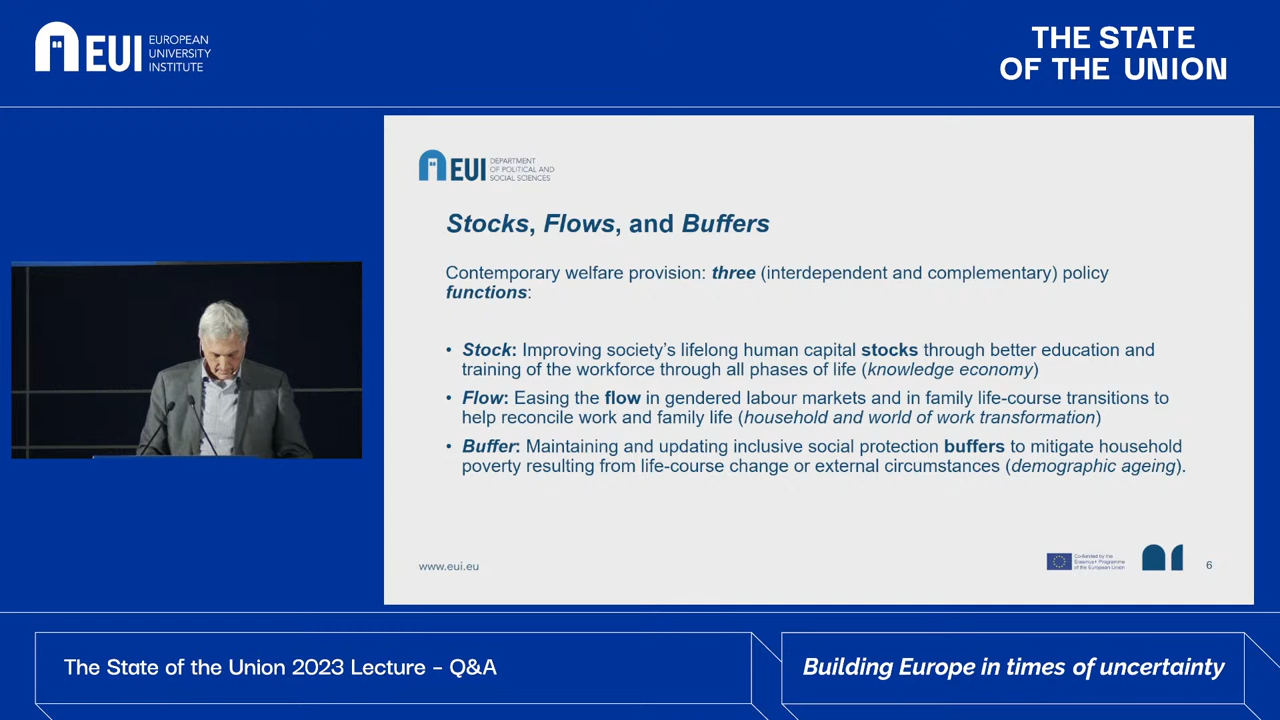 EUI EUROPEAN
UNIVERSITY
INSTITUTE
THE STATE
OF THE UNION
EUI DEPARTMENT
OF POLITICAL AND
SOCIAL SCIENCES
Stocks, Flows, and Buffers
Contemporary welfare provision: three (interdependent and complementary) policy
functions:
• Stock: Improving society’s lifelong human capital stocks through better education and
training of the workforce through all phases of life (knowledge economy)
• Flow: Easing the flow in gendered labour markets and in family life-course transitions to
help reconcile work and family life (household and world of work transformation)
• Buffer: Maintaining and updating inclusive social protection buffers to mitigate household
poverty resulting from life-course change or external circumstances (demographic ageing).
www.eui.eu
Co-funded by the
Erasmus+ Programme
of the European Union
6
The State of the Union 2023 Lecture – Q&A
Building Europe in times of uncertainty